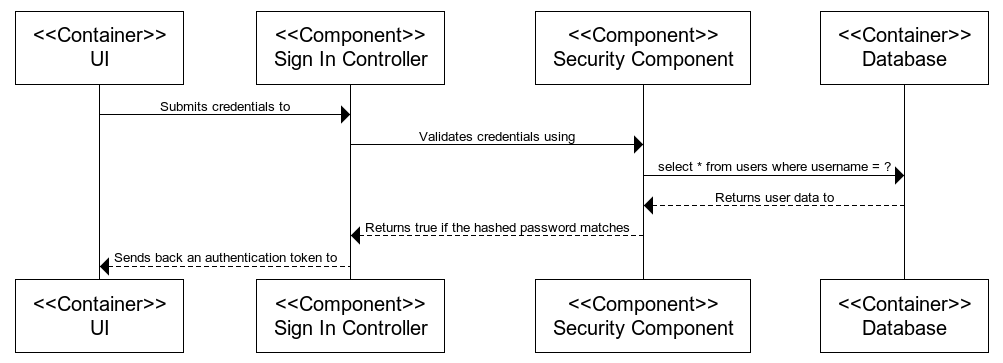 <<Container>>
UI
<<Component>>
Sign In Controller
<<Component>>
Security Component
<<Container>>
Database
Submits credentials to
Validates credentials using
select * from users where username = ?
Returns user data to
Returns true if the hashed password matches
Sends back an authentication token to
<<Container>>
UI
<<Component>>
Sign In Controller
<<Component>>
Security Component
<<Container>>
Database